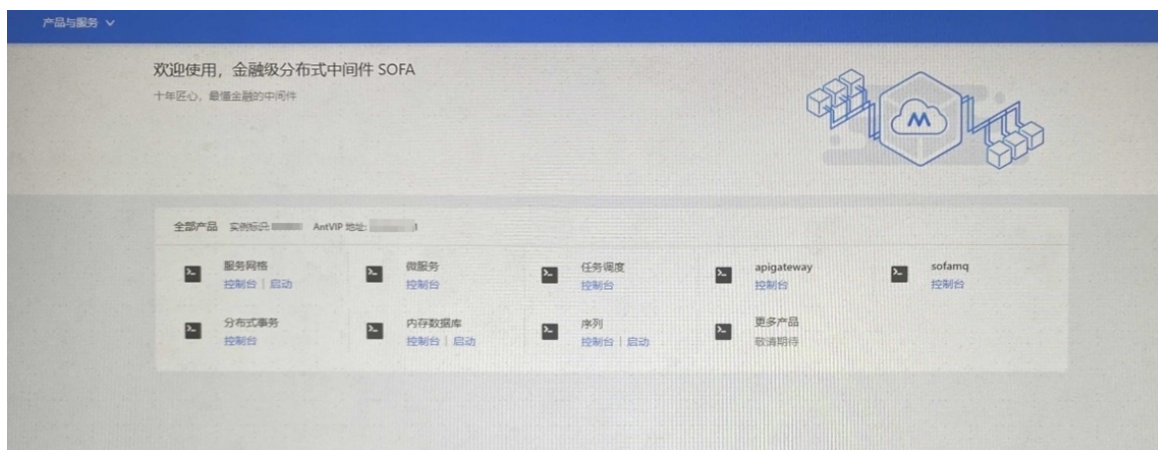 产品与服务
欢迎使用，金融级分布式中间件 SOFA
十年匠心，最懂金融的中间件
全部产品 实例标识: AntVIP 地址:
服务网格 微服务 任务调度 apigateway sofamq
控制台 | 启动 控制台 控制台 控制台 控制台
分布式事务 内存数据库 序列 更多产品
控制台 控制台 | 启动 控制台 | 启动 敬请期待